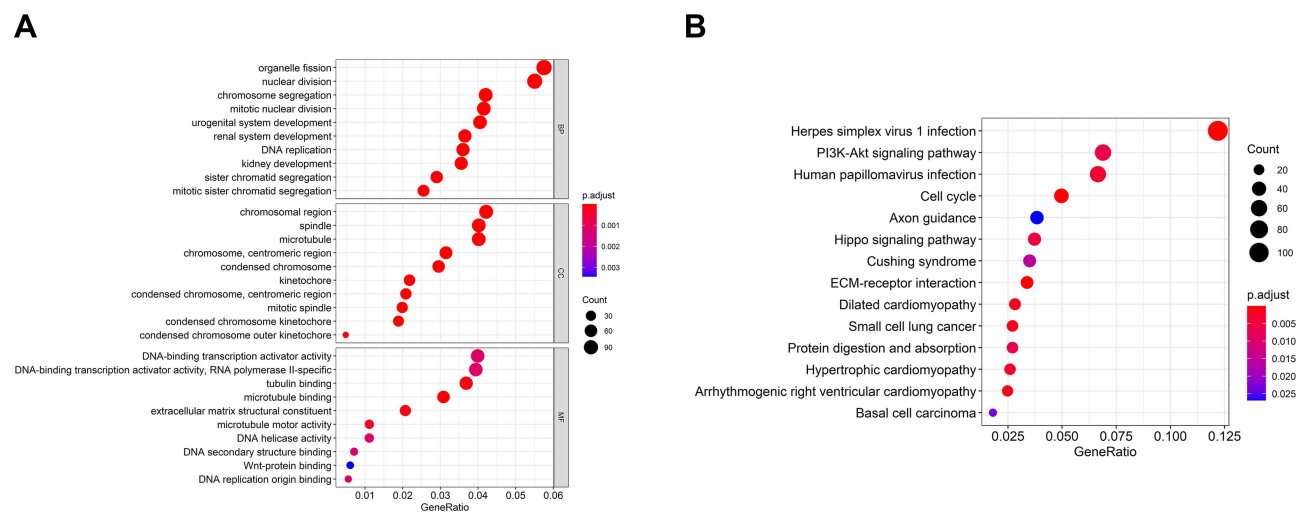 A
organelle fission
nuclear division
chromosome segregation
mitotic nuclear division
urogenital system development
renal system development
DNA replication
kidney development
sister chromatid segregation
mitotic sister chromatid segregation
BP
chromosomal region
spindle
microtubule
chromosome, centromeric region
condensed chromosome
kinetochore
condensed chromosome, centromeric region
mitotic spindle
condensed chromosome kinetochore
condensed chromosome outer kinetochore
CC
DNA-binding transcription activator activity
DNA-binding transcription activator activity, RNA polymerase II-specific
tubulin binding
microtubule binding
extracellular matrix structural constituent
microtubule motor activity
DNA helicase activity
DNA secondary structure binding
Wnt-protein binding
DNA replication origin binding
MF
0.01 0.02 0.03 0.04 0.05 0.06
GeneRatio
p.adjust
0.001
0.002
0.003
Count
30
60
90
B
Herpes simplex virus 1 infection
PI3K-Akt signaling pathway
Human papillomavirus infection
Cell cycle
Axon guidance
Hippo signaling pathway
Cushing syndrome
ECM-receptor interaction
Dilated cardiomyopathy
Small cell lung cancer
Protein digestion and absorption
Hypertrophic cardiomyopathy
Arrhythmogenic right ventricular cardiomyopathy
Basal cell carcinoma
0.025 0.050 0.075 0.100 0.125
GeneRatio
Count
20
40
60
80
100
p.adjust
0.005
0.010
0.015
0.020
0.025